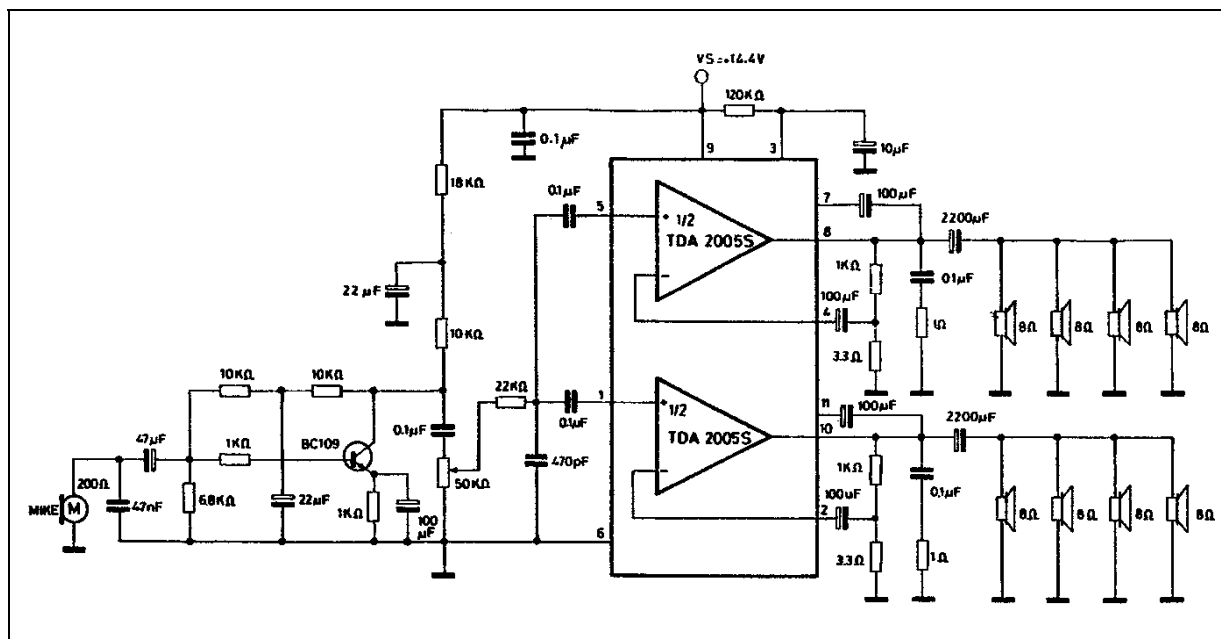 VS=+14.4V
120KΩ
0.1µF
9
3
10µF
18KΩ
0.1µF
5
7
100µF
1/2
TDA 2005S
8
2200µF
22 µF
1KΩ
0.1µF
100µF
4
1Ω
8Ω
8Ω
8Ω
8Ω
10KΩ
3.3Ω
10KΩ
10KΩ
22KΩ
1
0.1µF
1/2
TDA 2005S
11
100µF
10
2200µF
47µF
1KΩ
BC109
0.1µF
470pF
1KΩ
0.1µF
200Ω
MIKE
M
47nF
6.8KΩ
22µF
1KΩ
100
µF
50KΩ
100µF
2
8Ω
8Ω
8Ω
8Ω
6
3.3Ω
1Ω